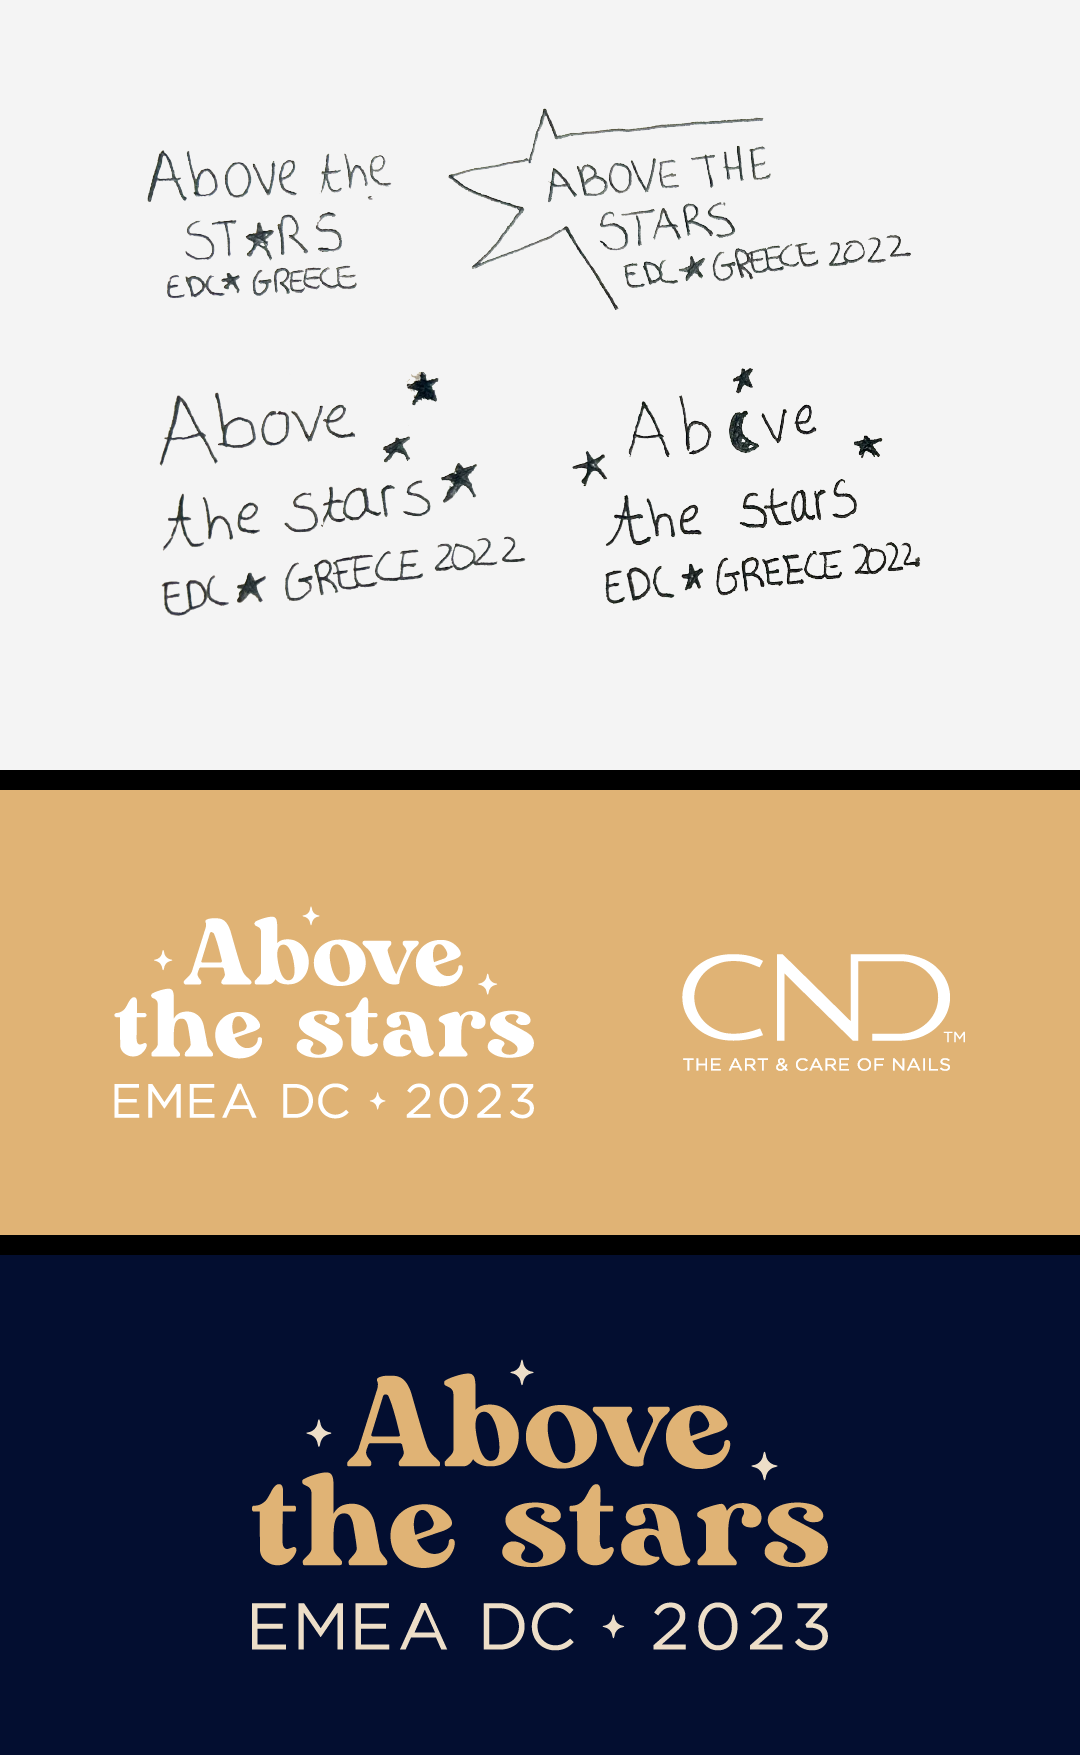 Above the
ST★RS
EDC★ GREECE
ABOVE THE
STARS
EDC★GREECE 2022
Above
the stars
EDC★ GREECE 2022
Ab☾ve
the stars
EDC ★ GREECE 2022
Above
the stars
EMEA DC ✦ 2023
CND™
THE ART & CARE OF NAILS
Above
the stars
EMEA DC ✦ 2023